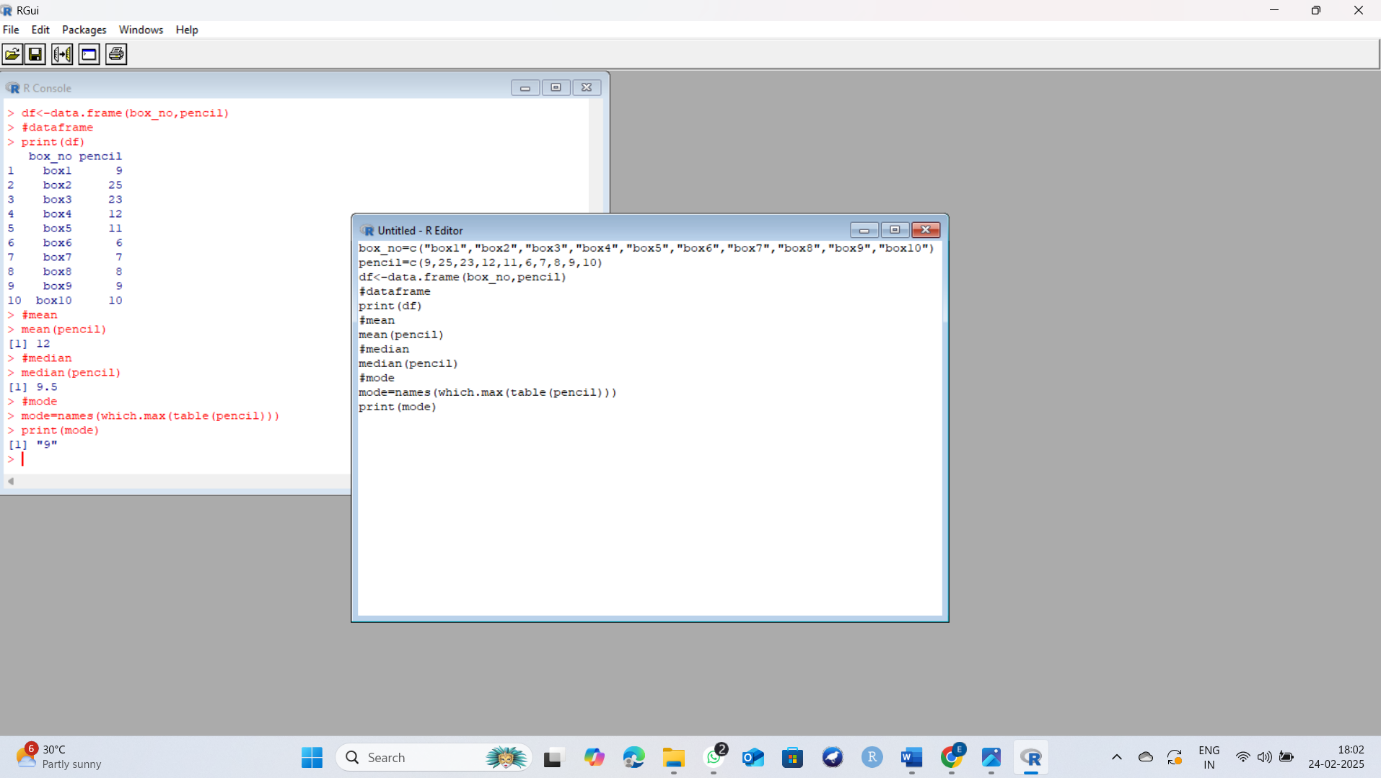 RGui
File Edit Packages Windows Help
R Console
> df<-data.frame(box_no,pencil)
> #dataframe
> print(df)
   box_no pencil
1    box1      9
2    box2     25
3    box3     23
4    box4     12
5    box5     11
6    box6      6
7    box7      7
8    box8      8
9    box9      9
10  box10     10
> #mean
> mean(pencil)
[1] 12
> #median
> median(pencil)
[1] 9.5
> #mode
> mode=names(which.max(table(pencil)))
> print(mode)
[1] "9"
>
Untitled - R Editor
box_no=c("box1","box2","box3","box4","box5","box6","box7","box8","box9","box10")
pencil=c(9,25,23,12,11,6,7,8,9,10)
df<-data.frame(box_no,pencil)
#dataframe
print(df)
#mean
mean(pencil)
#median
median(pencil)
#mode
mode=names(which.max(table(pencil)))
print(mode)
6
30°C
Partly sunny
Search
2
E
ENG
IN
18:02
24-02-2025